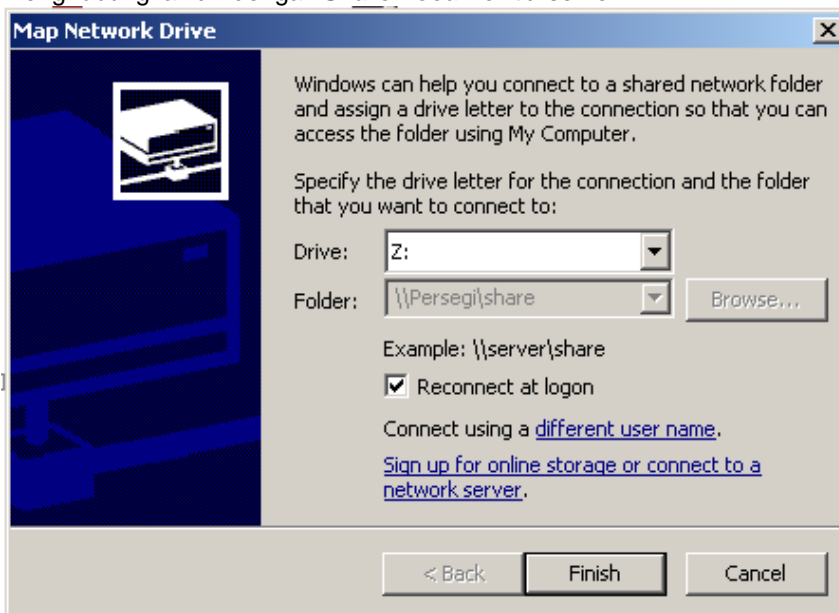 Map Network Drive
Windows can help you connect to a shared network folder
and assign a drive letter to the connection so that you can
access the folder using My Computer.
Specify the drive letter for the connection and the folder
that you want to connect to:
Drive: Z:
Folder: \\Persegi\share Browse...
Example: \\server\share
Reconnect at logon
Connect using a different user name.
Sign up for online storage or connect to a
network server.
< Back Finish Cancel